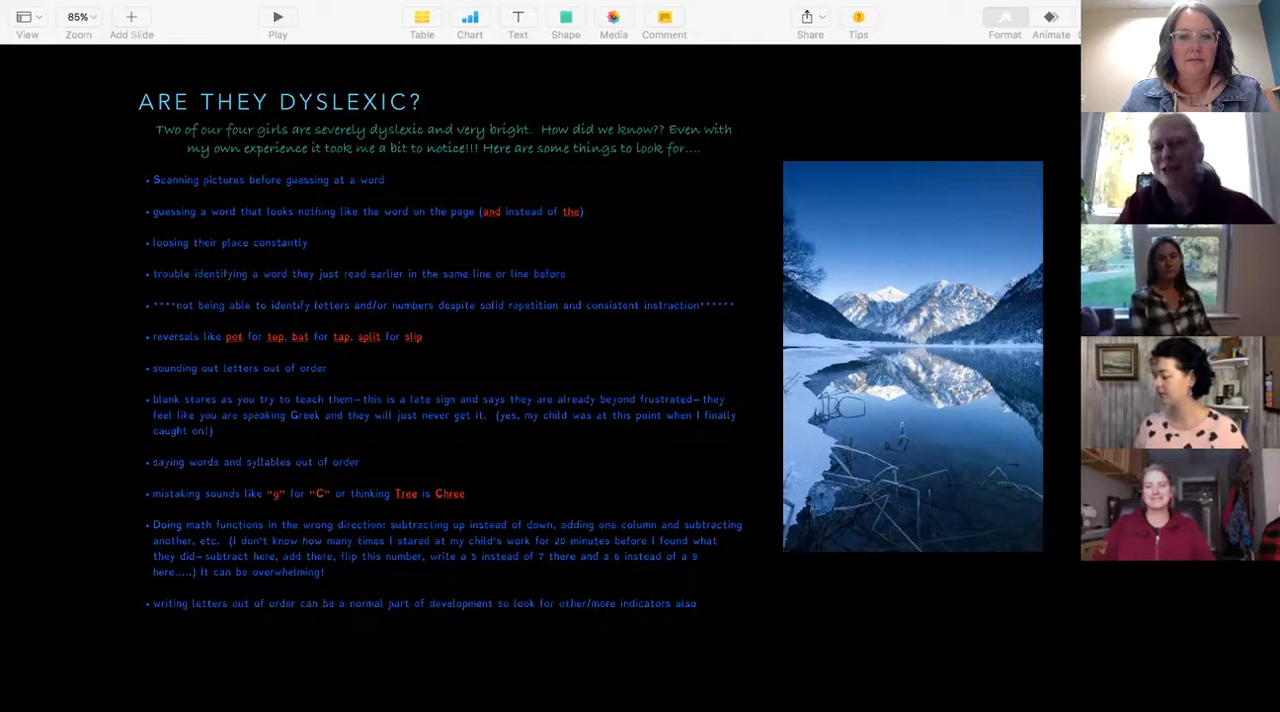 View
85%
Zoom
Add Slide
Play
Table
Chart
Text
Shape
Media
Comment
Share
Tips
Format
Animate
ARE THEY DYSLEXIC?
Two of our four girls are severely dyslexic and very bright. How did we know?? Even with
my own experience it took me a bit to notice!!! Here are some things to look for....
• Scanning pictures before guessing at a word
• guessing a word that looks nothing like the word on the page (and instead of the)
• loosing their place constantly
• trouble identifying a word they just read earlier in the same line or line before
• ****not being able to identify letters and/or numbers despite solid repetition and consistent instruction******
• reversals like pot for top, bat for tap, split for slip
• sounding out letters out of order
• blank stares as you try to teach them—this is a late sign and says they are already beyond frustrated—they
feel like you are speaking Greek and they will just never get it. (yes, my child was at this point when I finally
caught on!)
• saying words and syllables out of order
• mistaking sounds like "g" for "C" or thinking Tree is Chree
• Doing math functions in the wrong direction: subtracting up instead of down, adding one column and subtracting
another, etc. (I don't know how many times I stared at my child's work for 20 minutes before I found what
they did—subtract here, add there, flip this number, write a 5 instead of 7 there and a 6 instead of a 9
here.....) It can be overwhelming!
• writing letters out of order can be a normal part of development so look for other/more indicators also